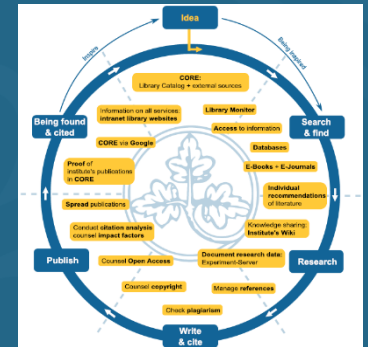 Idea
Inspire
Being inspired
CORE:
Library Catalog + external sources
Information on all services:
intranet library websites
Library Monitor
Being found
& cited
CORE via Google
Access to information
Search
& find
Databases
Proof of
institute's publications
in CORE
E-Books + E-Journals
Individual
recommendations
of literature
Spread publications
Conduct citation analysis
counsel impact factors
Knowledge sharing:
Institute's Wiki
Publish
Counsel Open Access
Document research data:
Experiment-Server
Research
Counsel copyright
Manage references
Check plagiarism
Write
& cite